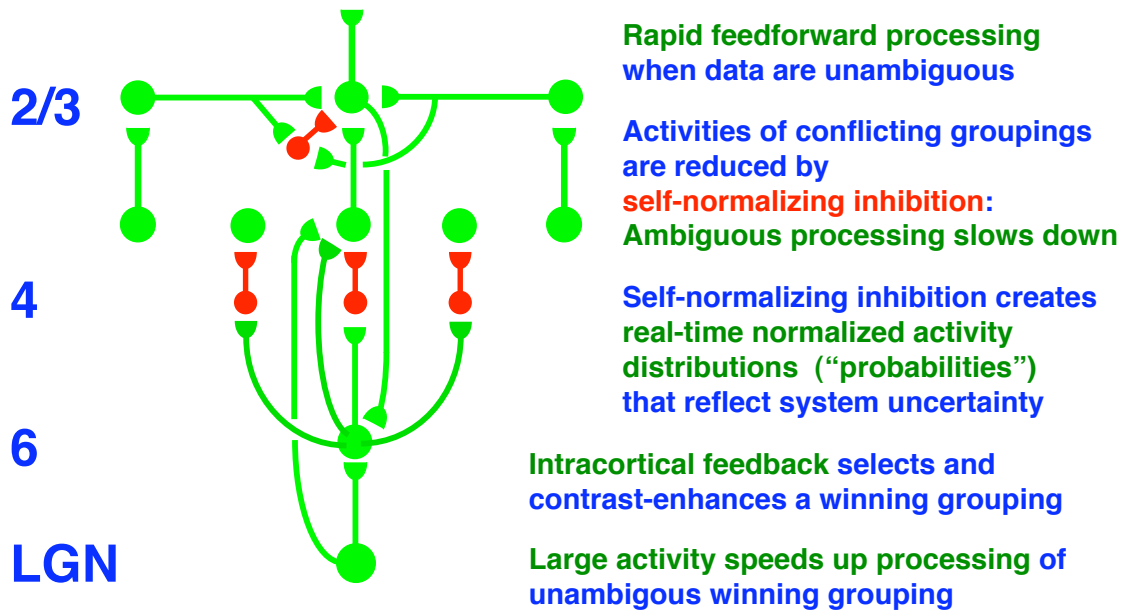 Rapid feedforward processing
when data are unambiguous
2/3
Activities of conflicting groupings
are reduced by
self-normalizing inhibition:
Ambiguous processing slows down
4
Self-normalizing inhibition creates
real-time normalized activity
distributions (“probabilities”)
that reflect system uncertainty
6
Intracortical feedback selects and
contrast-enhances a winning grouping
LGN
Large activity speeds up processing of
unambigous winning grouping